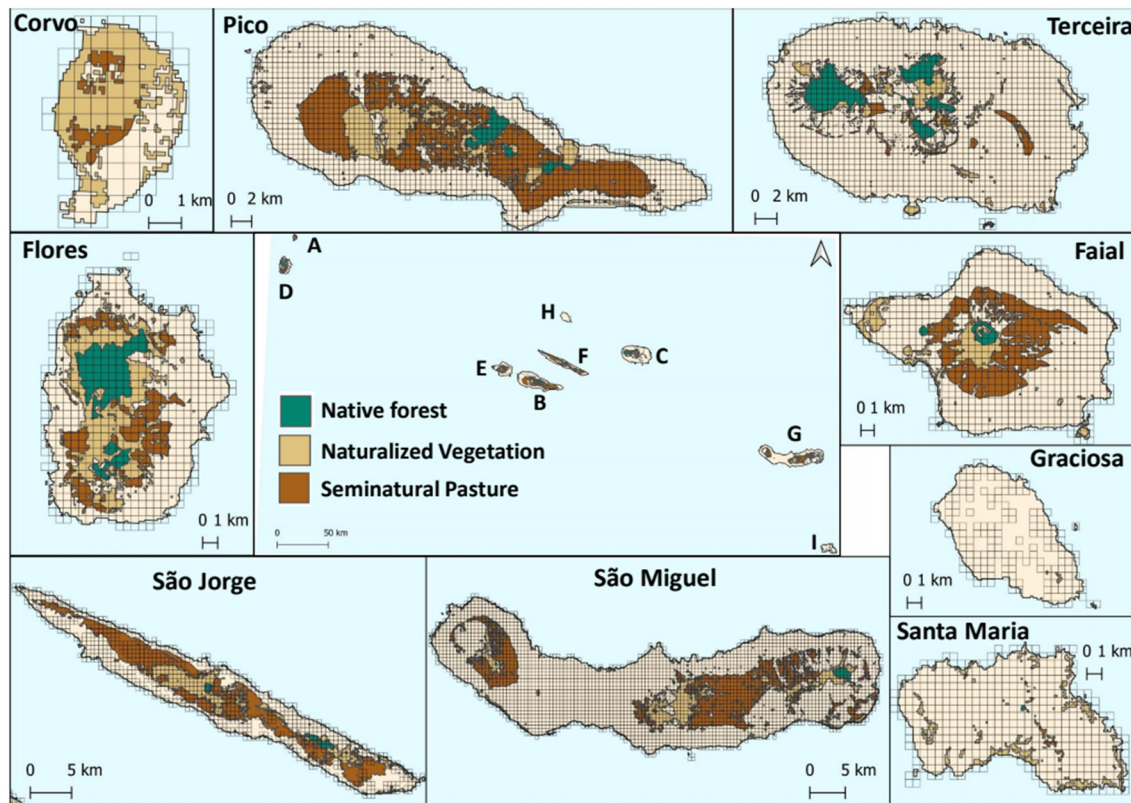 Corvo
0 1 km
Pico
0 2 km
Terceira
0 2 km
Flores
0 1 km
A
D
H
E
F
C
B
G
I
Native forest
Naturalized Vegetation
Seminatural Pasture
0 50 km
Faial
0 1 km
Graciosa
0 1 km
São Jorge
0 5 km
São Miguel
0 5 km
Santa Maria
0 1 km